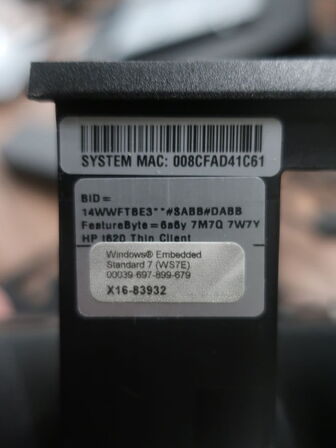 SYSTEM MAC: 008CFAD41C61
BID =
14WWFTBE3**#SABB#DABB
FeatureByte = 6a6y 7M7Q 7W7Y
HP t620 Thin Client
Windows® Embedded
Standard 7 (WS7E)
00039-697-899-679
X16-83932